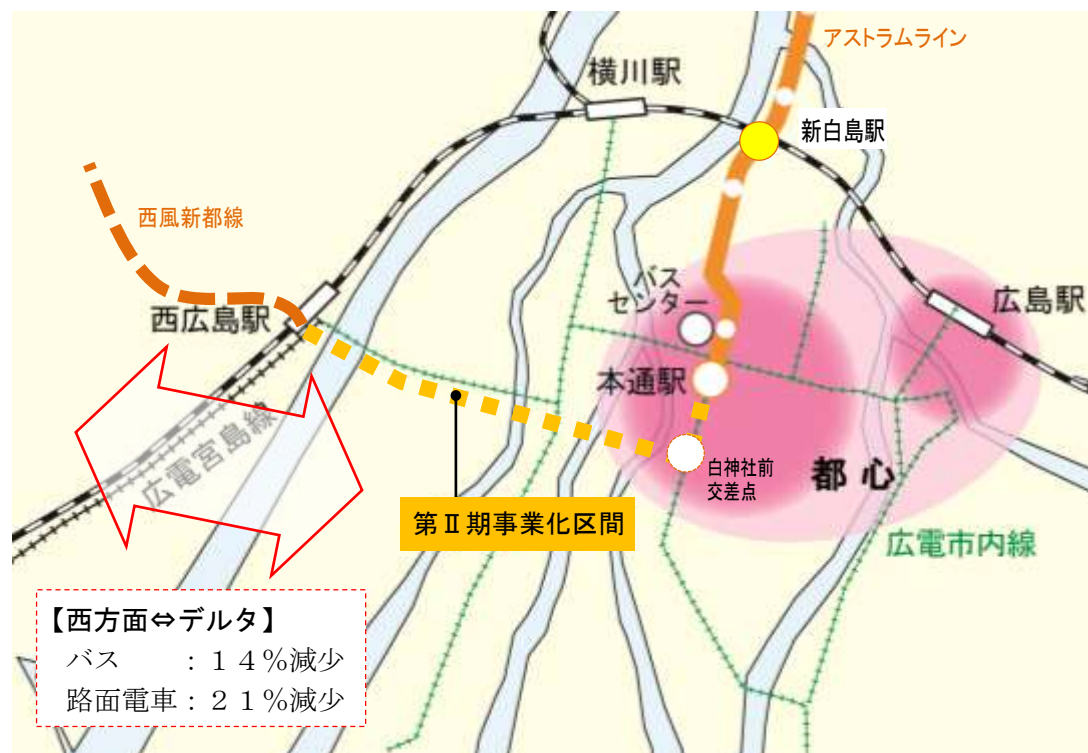 アストラムライン
横川駅
新白島駅
西風新都線
バス
センター
広島駅
西広島駅
本通駅
広電宮島線
白神社前
交差点
都心
第Ⅱ期事業化区間
広電市内線
【西方面⇔デルタ】
バス　　：１４％減少
路面電車：２１％減少